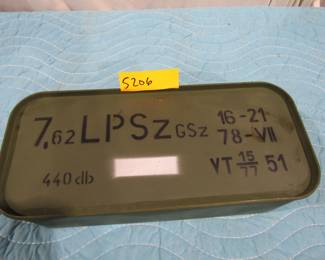 5206
7,62 LPSz GSz 16-21
78-VII
440 db VT 15/77 51